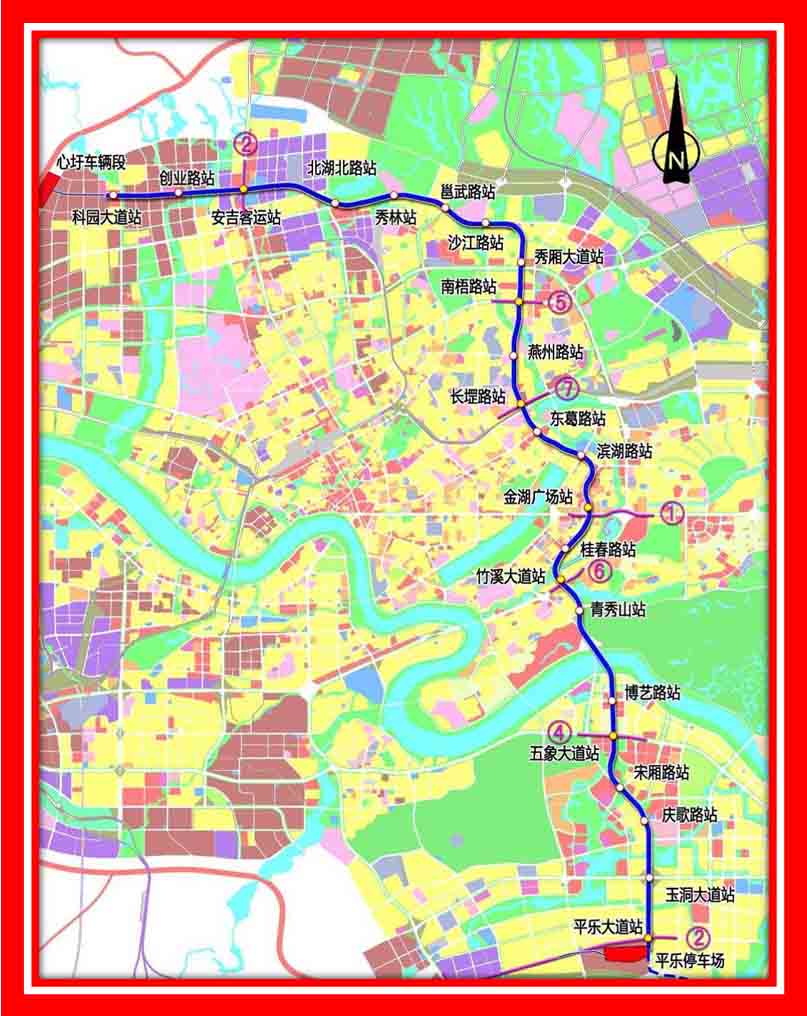 ②
心圩车辆段
北湖北路站
创业路站
邕武路站
科园大道站
安吉客运站
秀林站
沙江路站
N
秀厢大道站
南梧路站
⑤
燕州路站
⑦
长堽路站
东葛路站
滨湖路站
金湖广场站
①
桂春路站
竹溪大道站
⑥
青秀山站
博艺路站
④
五象大道站
宋厢路站
庆歌路站
玉洞大道站
平乐大道站
②
平乐停车场